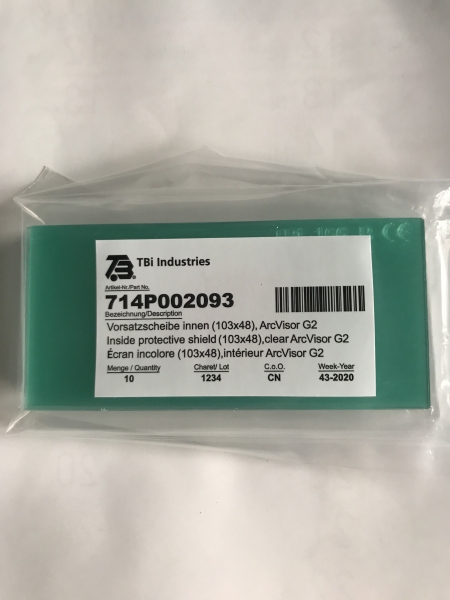 TBi Industries
Artikel-Nr./Part No.
714P002093
Bezeichnung/Description
Vorsatzscheibe innen (103x48), ArcVisor G2
Inside protective shield (103x48),clear ArcVisor G2
Écran incolore (103x48),intérieur ArcVisor G2
Menge / Quantity Charet/ Lot C.o.O. Week-Year
10 1234 CN 43-2020